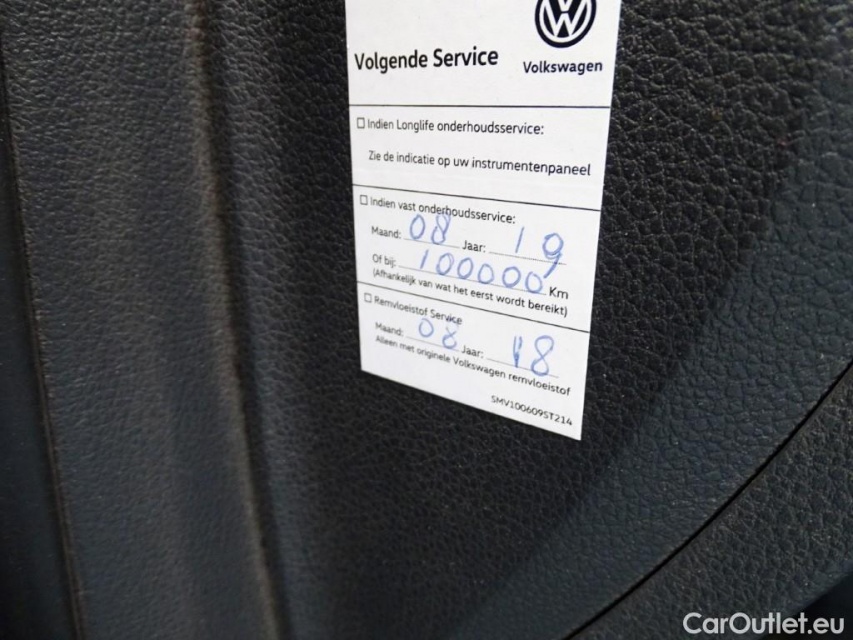 Volgende Service
Volkswagen
Indien Longlife onderhoudsservice:
Zie de indicatie op uw instrumentenpaneel
Indien vast onderhoudsservice:
Maand: 08 Jaar: 19
Of bij: 100000 Km
(Afhankelijk van wat het eerst wordt bereikt)
Remvloeistof Service
Maand: 08 Jaar: 18
Alleen met originele Volkswagen remvloeistof
SMV100609ST214
CarOutlet.eu